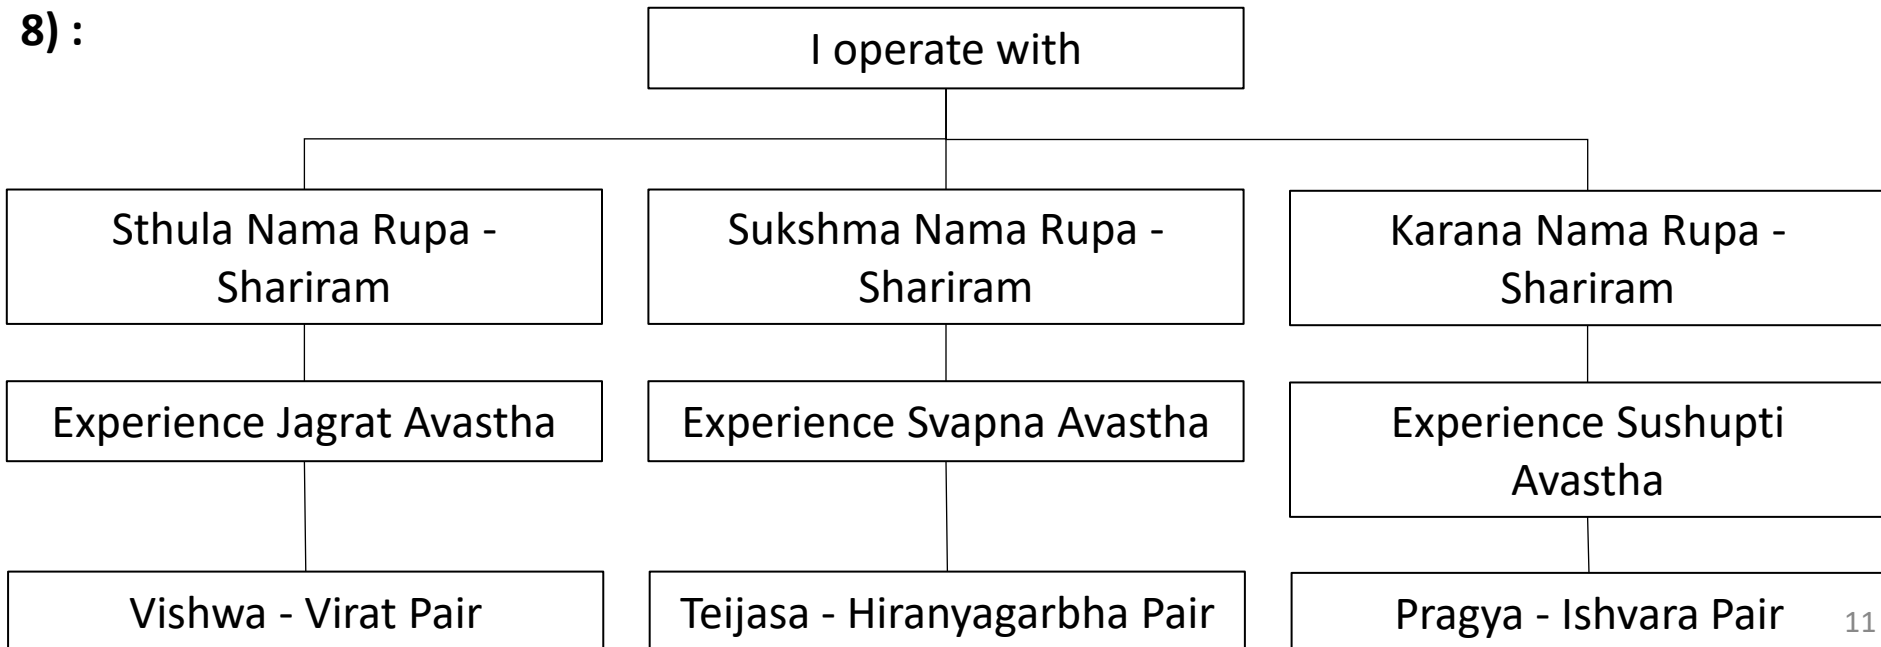 8) :
I operate with
Sthula Nama Rupa -
Shariram
Sukshma Nama Rupa -
Shariram
Karana Nama Rupa -
Shariram
Experience Jagrat Avastha
Experience Svapna Avastha
Experience Sushupti
Avastha
Vishwa - Virat Pair
Teijasa - Hiranyagarbha Pair
Pragya - Ishvara Pair
11